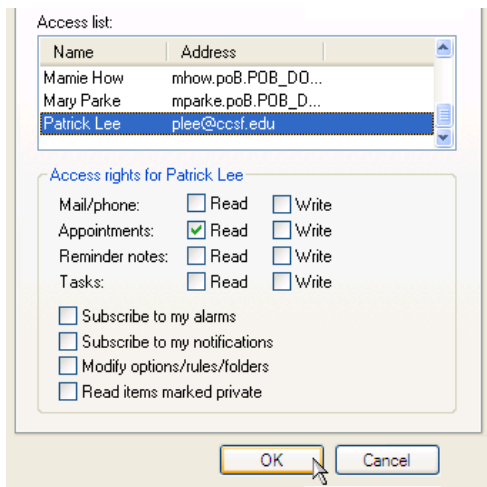 Access list:
Name Address
Mamie How mhow.poB.POB_DO...
Mary Parke mparke.poB.POB_D...
Patrick Lee plee@ccsf.edu
Access rights for Patrick Lee
Mail/phone: Read Write
Appointments: Read Write
Reminder notes: Read Write
Tasks: Read Write
Subscribe to my alarms
Subscribe to my notifications
Modify options/rules/folders
Read items marked private
OK Cancel